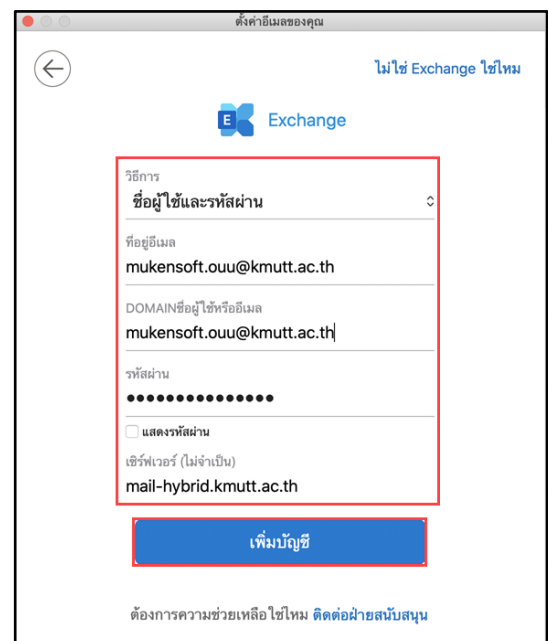 ตั้งค่าอีเมลของคุณ
ไม่ใช่ Exchange ใช่ไหม
E
Exchange
วิธีการ
ชื่อผู้ใช้และรหัสผ่าน
ที่อยู่อีเมล
mukensoft.ouu@kmutt.ac.th
DOMAINชื่อผู้ใช้หรืออีเมล
mukensoft.ouu@kmutt.ac.th
รหัสผ่าน
●●●●●●●●●●●●●●●
แสดงรหัสผ่าน
เซิร์ฟเวอร์ (ไม่จำเป็น)
mail-hybrid.kmutt.ac.th
เพิ่มบัญชี
ต้องการความช่วยเหลือใช่ไหม ติดต่อฝ่ายสนับสนุน